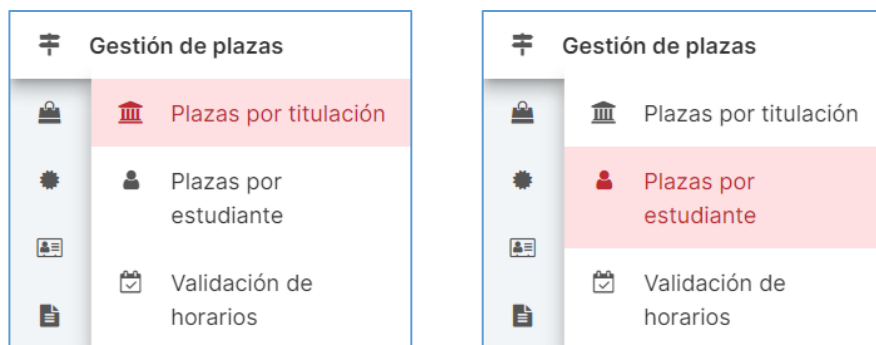 Gestión de plazas
Plazas por titulación
Plazas por
estudiante
Validación de
horarios
Gestión de plazas
Plazas por titulación
Plazas por
estudiante
Validación de
horarios